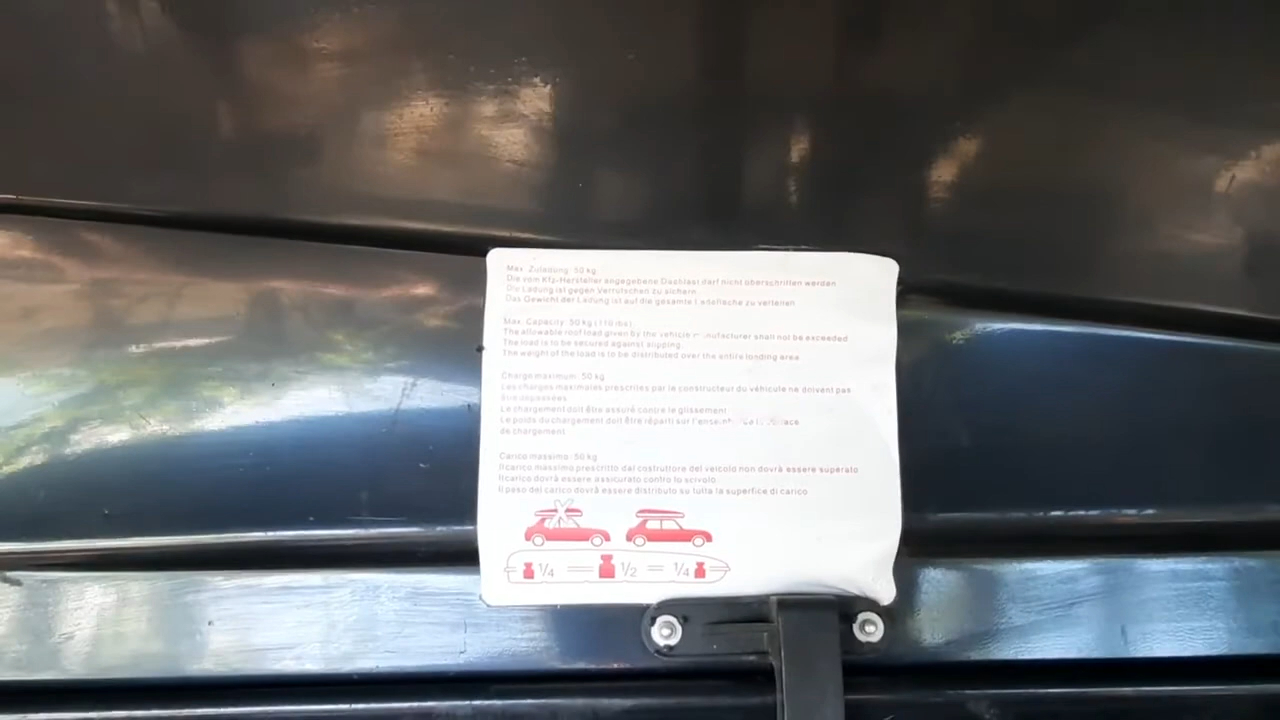 Max. Zuladung: 50 kg
Die vom Kfz-Hersteller angegebene Dachlast darf nicht überschritten werden
Die Ladung ist gegen Verrutschen zu sichern
Das Gewicht der Ladung ist auf die gesamte Ladefläche zu verteilen
Max. Capacity: 50 kg (110 lbs)
The allowable roof load given by the vehicle shall not be exceeded
The load is to be secured against slipping.
The weight of the load is to be distributed over the entire loading area
Charge maximum: 50 kg
Les charges maximales prescrites par le constructeur du véhicule ne doivent pas
être dépassées
Le chargement doit être assuré contre le glissement
Le poids du chargement doit être réparti sur
de chargement
Carico massimo: 50 kg
Il carico massimo prescritto dal costruttore del veicolo non dovrà essere superato
Il carico dovrà essere assicurato contro lo scivolo
Il peso del carico dovrà essere distributo su tutta la superfice di carico
1/4 = 1/2 = 1/4